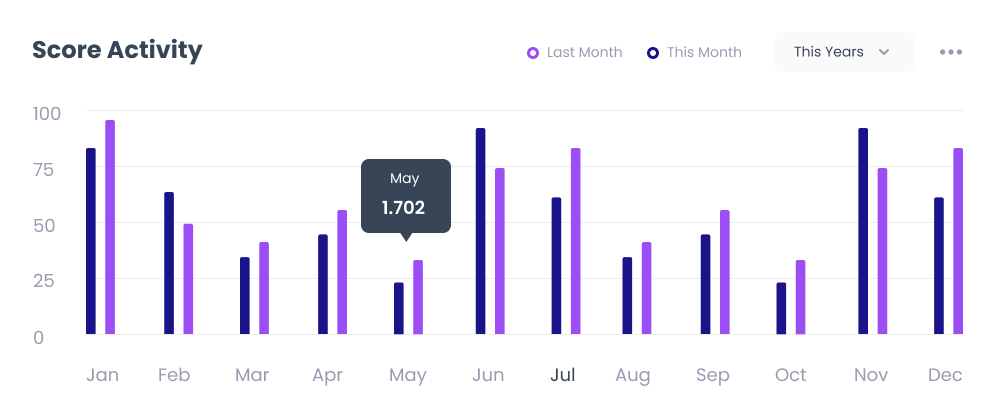 Score Activity
Last Month
This Month
This Years
100
75
50
25
0
May
1.702
Jan Feb Mar Apr May Jun Jul Aug Sep Oct Nov Dec